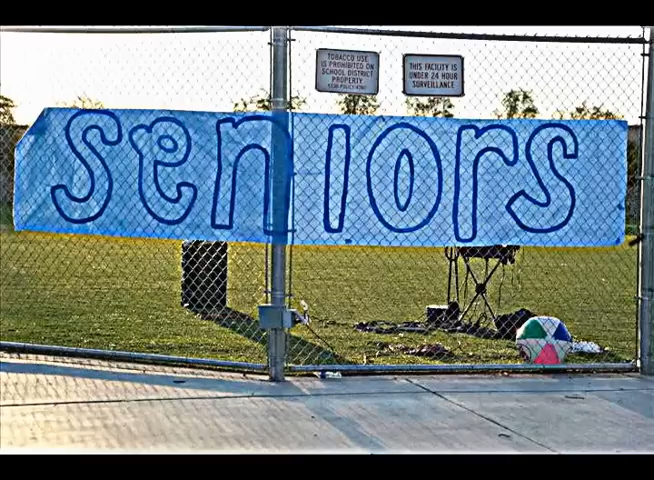 TOBACCO USE
IS PROHIBITED ON
SCHOOL DISTRICT
PROPERTY
THIS FACILITY IS
UNDER 24 HOUR
SURVEILLANCE
seniors